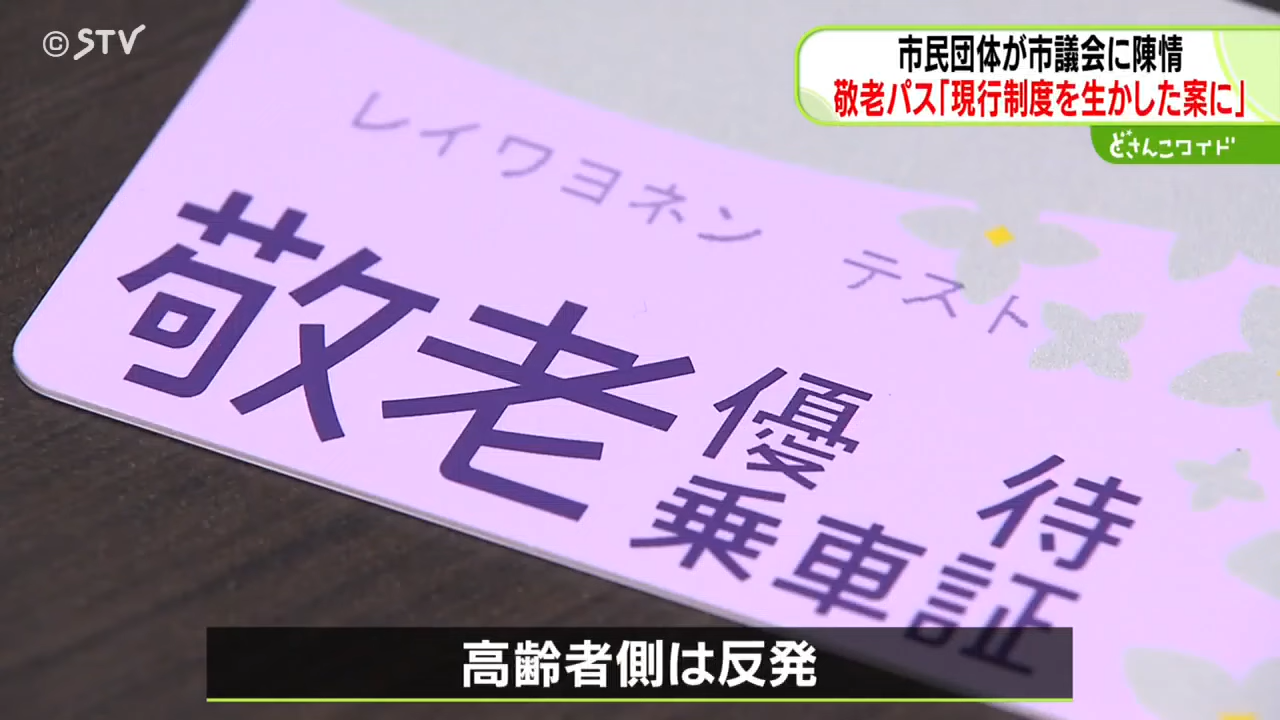 © STV
市民団体が市議会に陳情
敬老パス「現行制度を生かした案に」
どさんこワイド
レイワヨネン テスト
敬老優待
乗車証
高齢者側は反発